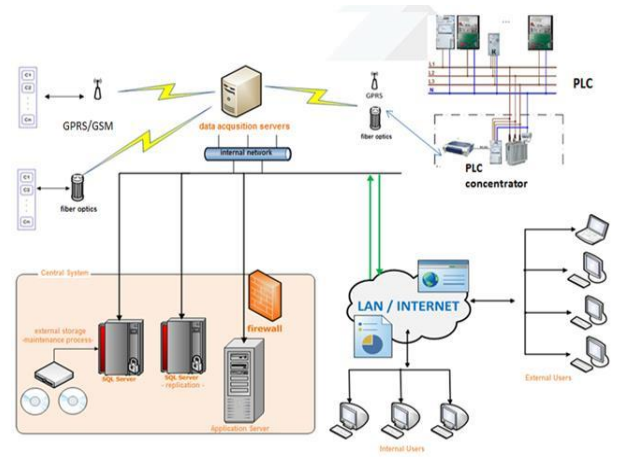 C1
C2
Cn
GPRS/GSM
data acqusition servers
internal network
GPRS
fiber optics
L1
L2
L3
N
...
PLC
PLC
concentrator
C1
C2
Cn
fiber optics
Central System
firewall
external storage
-maintenance process-
SQL Server
SQL Server
- replication -
Application Server
LAN / INTERNET
External Users
Internal Users